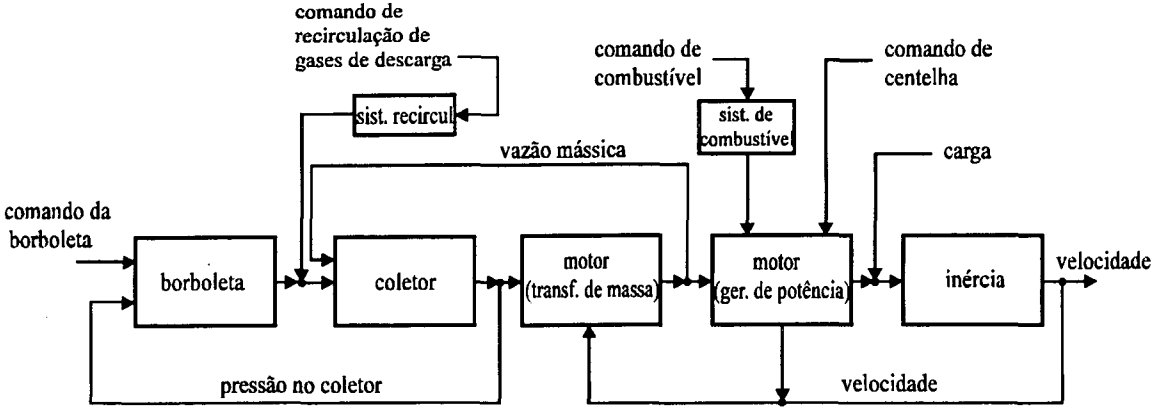 comando de
recirculação de
gases de descarga
sist. recircul
comando de
combustível
sist. de
combustível
comando de
centelha
carga
vazão mássica
comando da
borboleta
borboleta
coletor
motor
(transf. de massa)
motor
(ger. de potência)
inércia
velocidade
pressão no coletor
velocidade